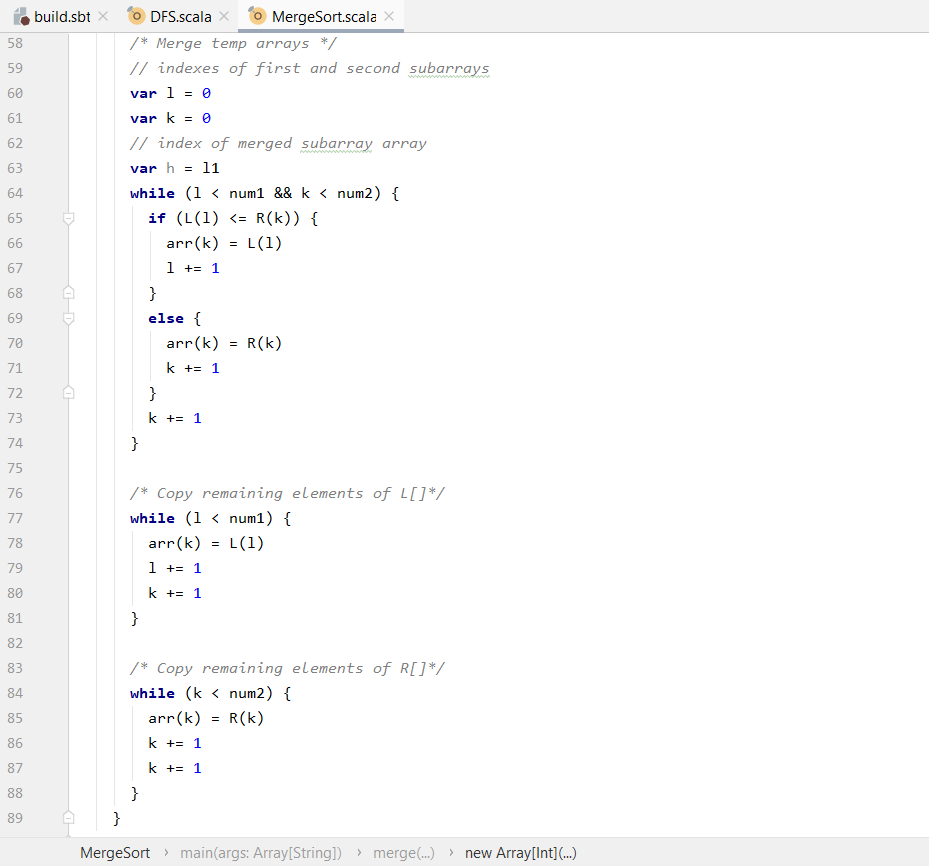 build.sbt DFS.scala MergeSort.scala
58 /* Merge temp arrays */
59 // indexes of first and second subarrays
60 var l = 0
61 var k = 0
62 // index of merged subarray array
63 var h = l1
64 while (l < num1 && k < num2) {
65 if (L(l) <= R(k)) {
66 arr(k) = L(l)
67 l += 1
68 }
69 else {
70 arr(k) = R(k)
71 k += 1
72 }
73 k += 1
74 }
75
76 /* Copy remaining elements of L[]*/
77 while (l < num1) {
78 arr(k) = L(l)
79 l += 1
80 k += 1
81 }
82
83 /* Copy remaining elements of R[]*/
84 while (k < num2) {
85 arr(k) = R(k)
86 k += 1
87 k += 1
88 }
89 }
MergeSort › main(args: Array[String]) › merge(...) › new Array[Int](...)